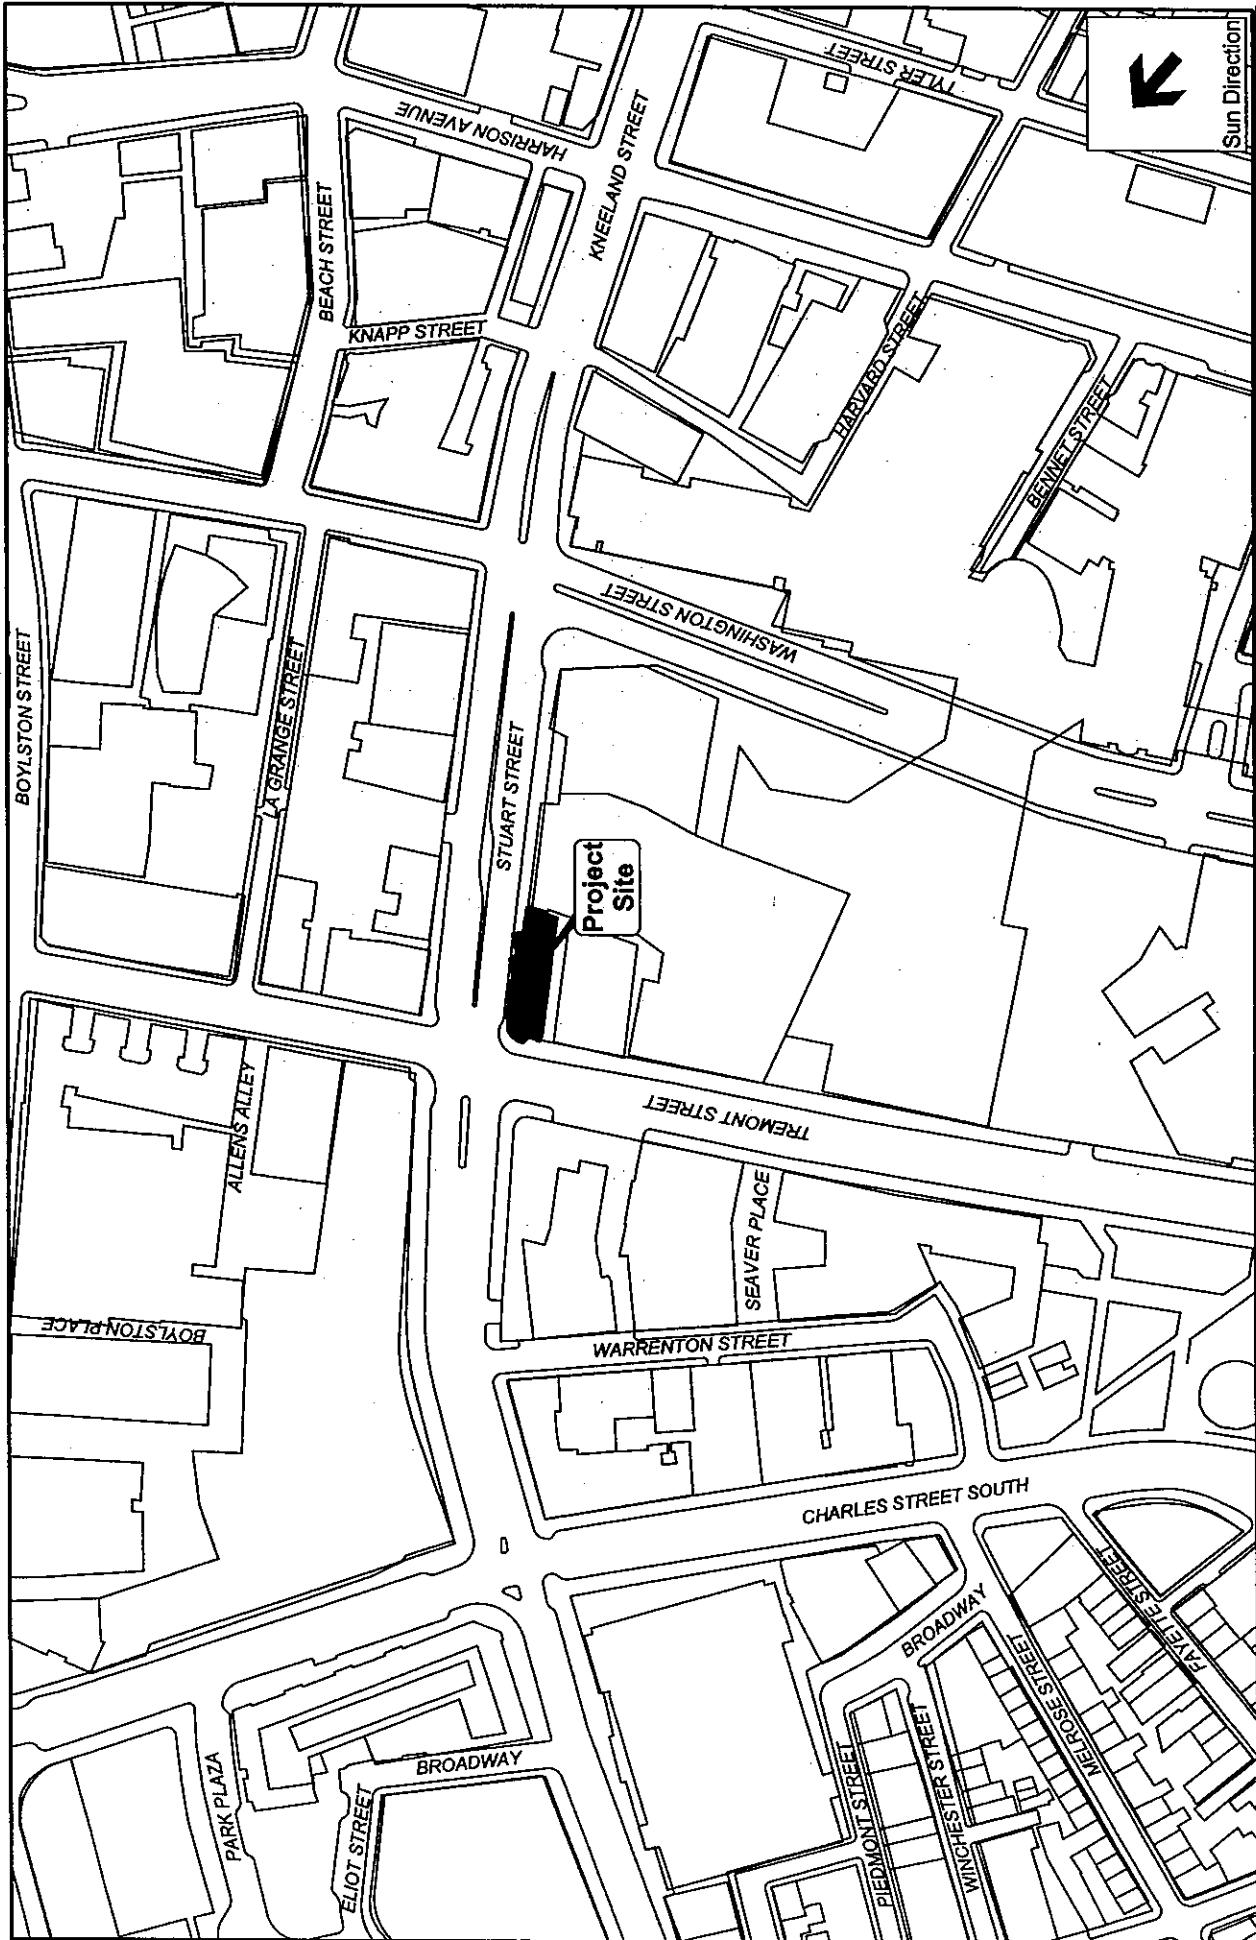 BOYLSTON STREET
LA GRANGE STREET
BEACH STREET
KNAPP STREET
HARRISON AVENUE
KNEELAND STREET
TYLER STREET
Sun Direction
HARVARD STREET
BENNET STREET
WASHINGTON STREET
STUART STREET
Project
Site
TREMONT STREET
ALLENS ALLEY
BOYLSTON PLACE
SEAVER PLACE
WARRENTON STREET
CHARLES STREET SOUTH
PARK PLAZA
ELIOT STREET
BROADWAY
BROADWAY
PIEDMONT STREET
WINCHESTER STREET
MELROSE STREET
FAYETTE STREET